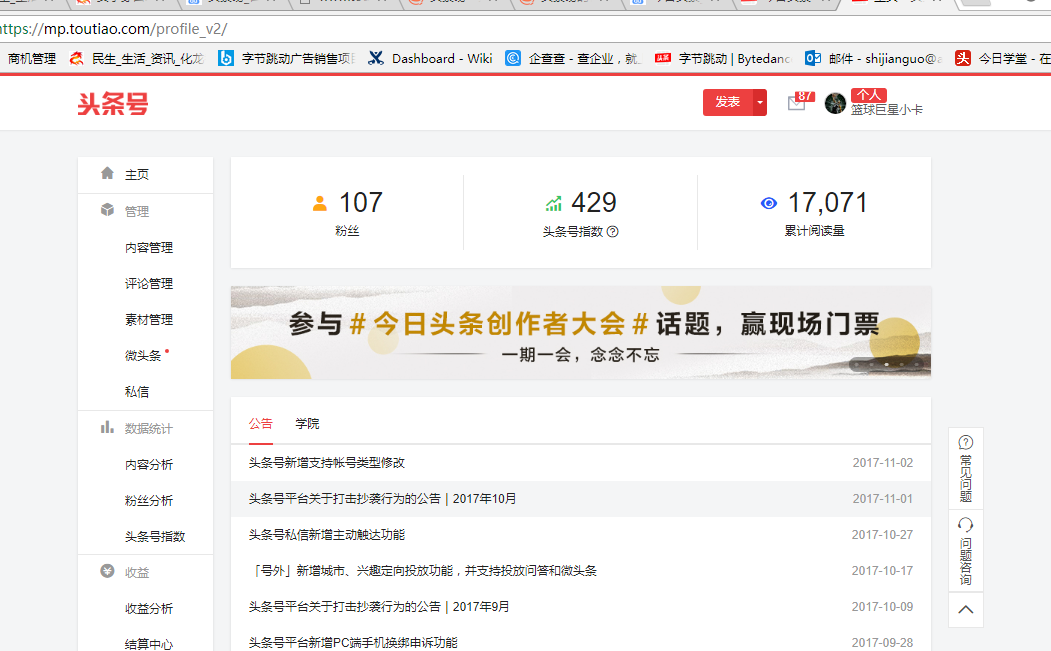 https://mp.toutiao.com/profile_v2/
商机管理 民生_生活_资讯_化龙 字节跳动广告销售项目 Dashboard - Wiki 企查查 - 查企业，就 字节跳动 | Bytedanc 邮件 - shijianguo@a 今日学堂 - 在
头条号 发表 87 个人
篮球巨星小卡
主页
管理
内容管理
评论管理
素材管理
微头条
私信
数据统计
内容分析
粉丝分析
头条号指数
收益
收益分析
结算中心
107 429 17,071
粉丝 头条号指数 累计阅读量
参与#今日头条创作者大会#话题，赢现场门票
一期一会，念念不忘
公告 学院
头条号新增支持帐号类型修改 2017-11-02
头条号平台关于打击抄袭行为的公告 | 2017年10月 2017-11-01
头条号私信新增主动触达功能 2017-10-27
「号外」新增城市、兴趣定向投放功能，并支持投放问答和微头条 2017-10-17
头条号平台关于打击抄袭行为的公告 | 2017年9月 2017-10-09
头条号平台新增PC端手机换绑申诉功能 2017-09-28
常见问题
问题咨询